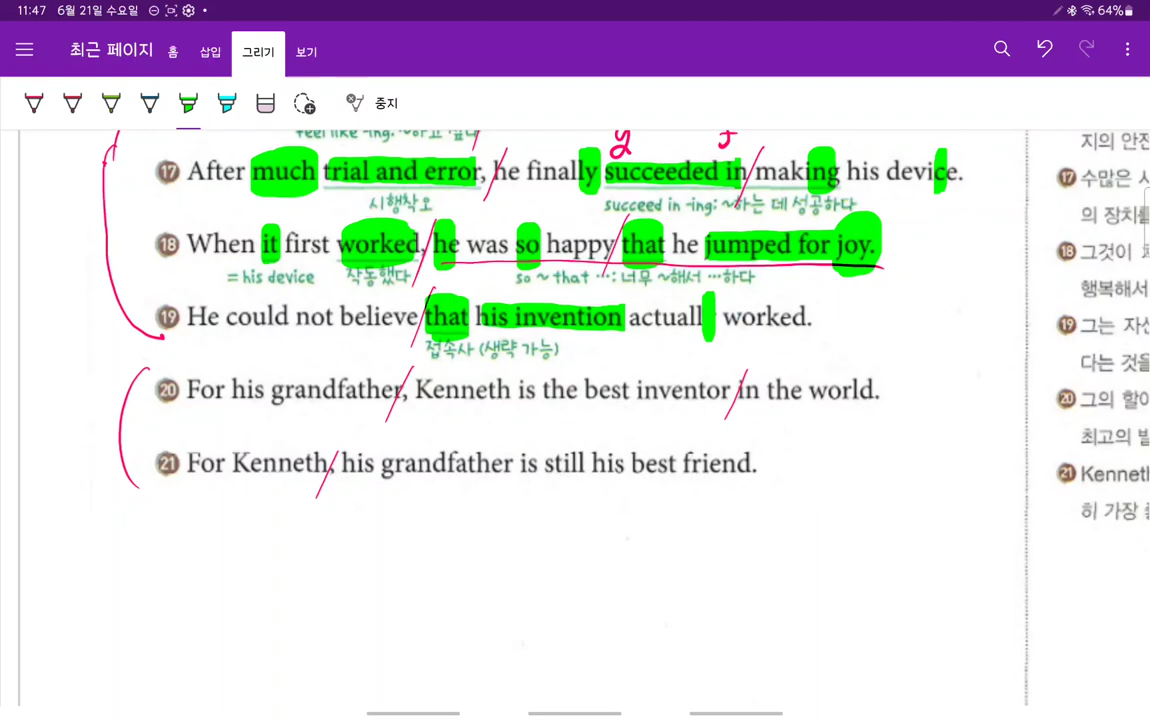 11:47 6월 21일 수요일 64%
최근 페이지 홈 삽입 그리기 보기
중지
feel like -ing: ~하고 싶다
⑰ After much trial and error, he finally succeeded in making his device.
시행착오 succeed in -ing: ~하는 데 성공하다
⑱ When it first worked, he was so happy that he jumped for joy.
= his device 작동했다 so ~ that …: 너무 ~해서 …하다
⑲ He could not believe that his invention actuall worked.
접속사 (생략 가능)
⑳ For his grandfather, Kenneth is the best inventor in the world.
㉑ For Kenneth, his grandfather is still his best friend.
지의 안전
⑰ 수많은 시
의 장치를
⑱ 그것이
행복해서
⑲ 그는 자신
다는 것을
⑳ 그의 할아
최고의 발
㉑ Kenneth
히 가장